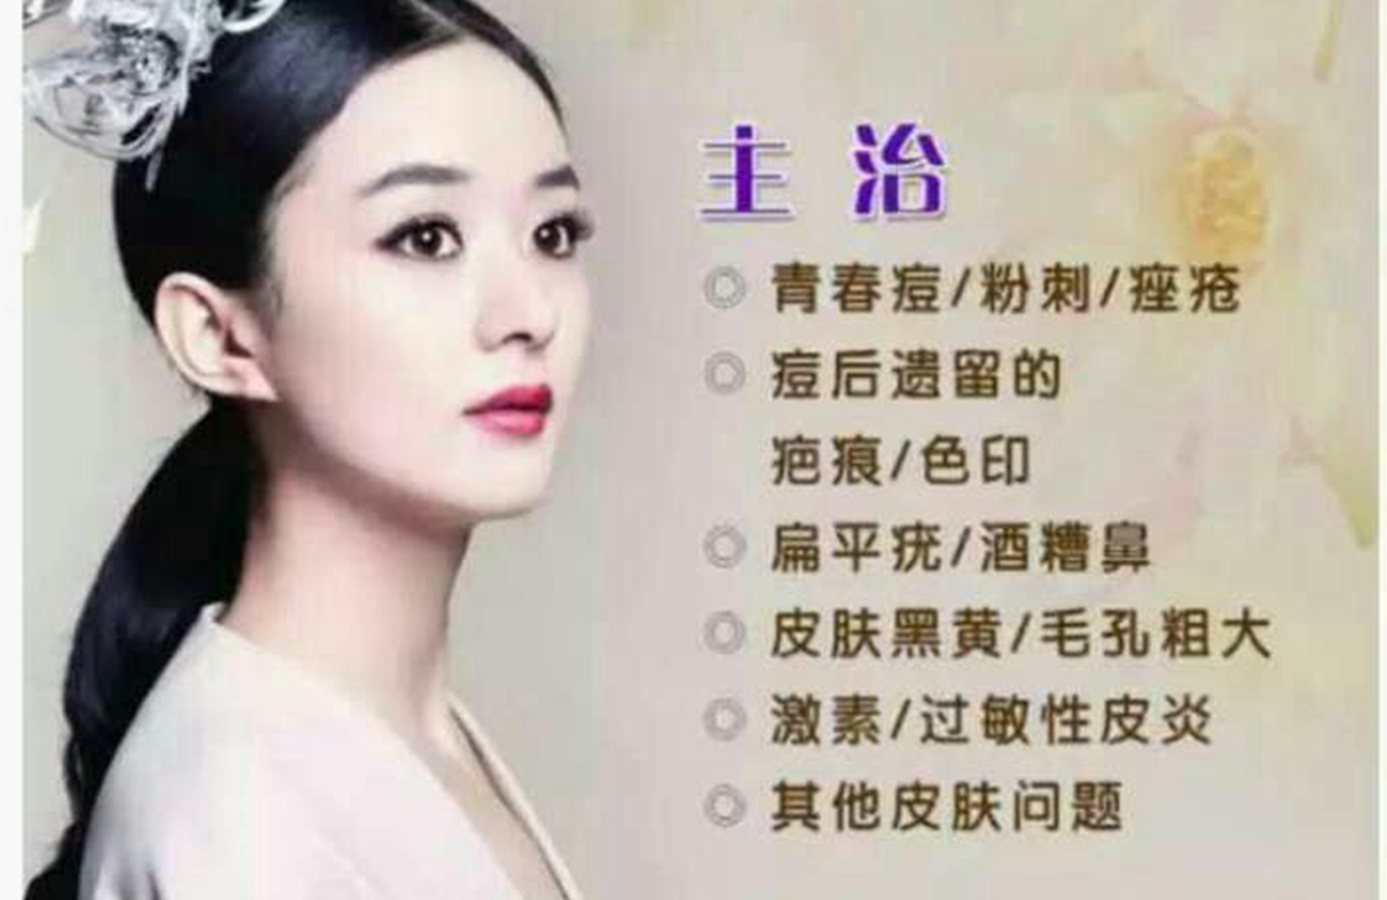 主治
青春痘/粉刺/痤疮
痘后遗留的
疤痕/色印
扁平疣/酒糟鼻
皮肤黑黄/毛孔粗大
激素/过敏性皮炎
其他皮肤问题